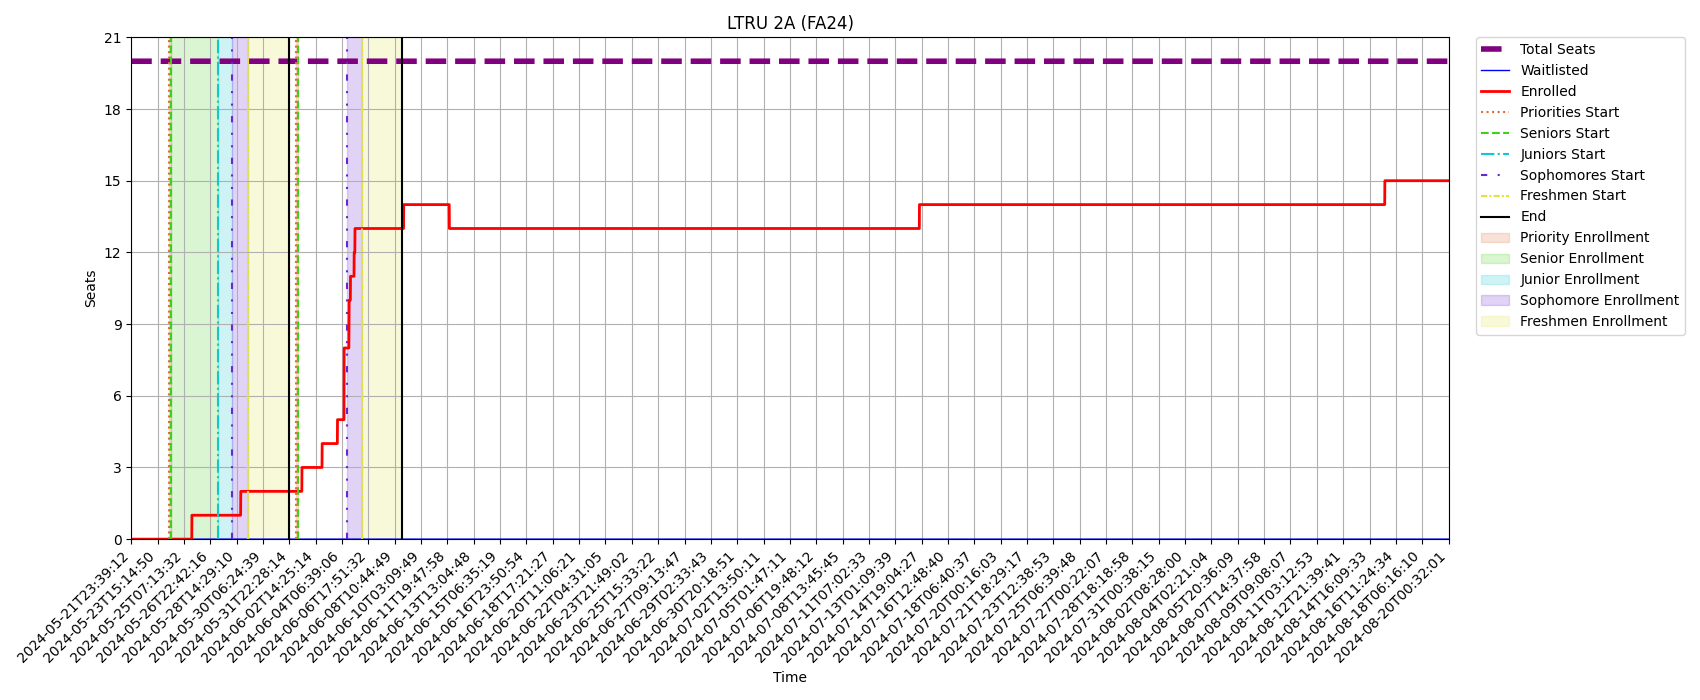 LTRU 2A (FA24)
21
18
15
12
9
6
3
0
Seats
2024-05-21T23:39:12
2024-05-23T15:14:50
2024-05-25T07:13:32
2024-05-26T22:42:16
2024-05-28T14:29:10
2024-05-30T06:24:39
2024-05-31T22:28:14
2024-06-02T14:25:14
2024-06-04T06:39:06
2024-06-06T17:51:32
2024-06-08T10:44:49
2024-06-10T03:09:49
2024-06-11T19:47:58
2024-06-13T13:04:48
2024-06-15T06:35:19
2024-06-16T23:50:54
2024-06-18T17:21:27
2024-06-20T11:06:21
2024-06-22T04:31:05
2024-06-23T21:49:02
2024-06-25T15:33:22
2024-06-27T09:13:47
2024-06-29T02:33:43
2024-06-30T20:18:51
2024-07-02T13:50:11
2024-07-05T01:47:11
2024-07-06T19:48:12
2024-07-08T13:45:45
2024-07-11T07:02:33
2024-07-13T01:09:39
2024-07-14T19:04:27
2024-07-16T12:48:40
2024-07-18T06:40:37
2024-07-20T00:16:03
2024-07-21T18:29:17
2024-07-23T12:38:53
2024-07-25T06:39:48
2024-07-27T00:22:07
2024-07-28T18:18:58
2024-07-31T00:38:15
2024-08-02T08:28:00
2024-08-04T02:21:04
2024-08-05T20:36:09
2024-08-07T14:37:58
2024-08-09T09:08:07
2024-08-11T03:12:53
2024-08-12T21:39:41
2024-08-14T16:09:33
2024-08-16T11:24:34
2024-08-18T06:16:10
2024-08-20T00:32:01
Time
Total Seats
Waitlisted
Enrolled
Priorities Start
Seniors Start
Juniors Start
Sophomores Start
Freshmen Start
End
Priority Enrollment
Senior Enrollment
Junior Enrollment
Sophomore Enrollment
Freshmen Enrollment